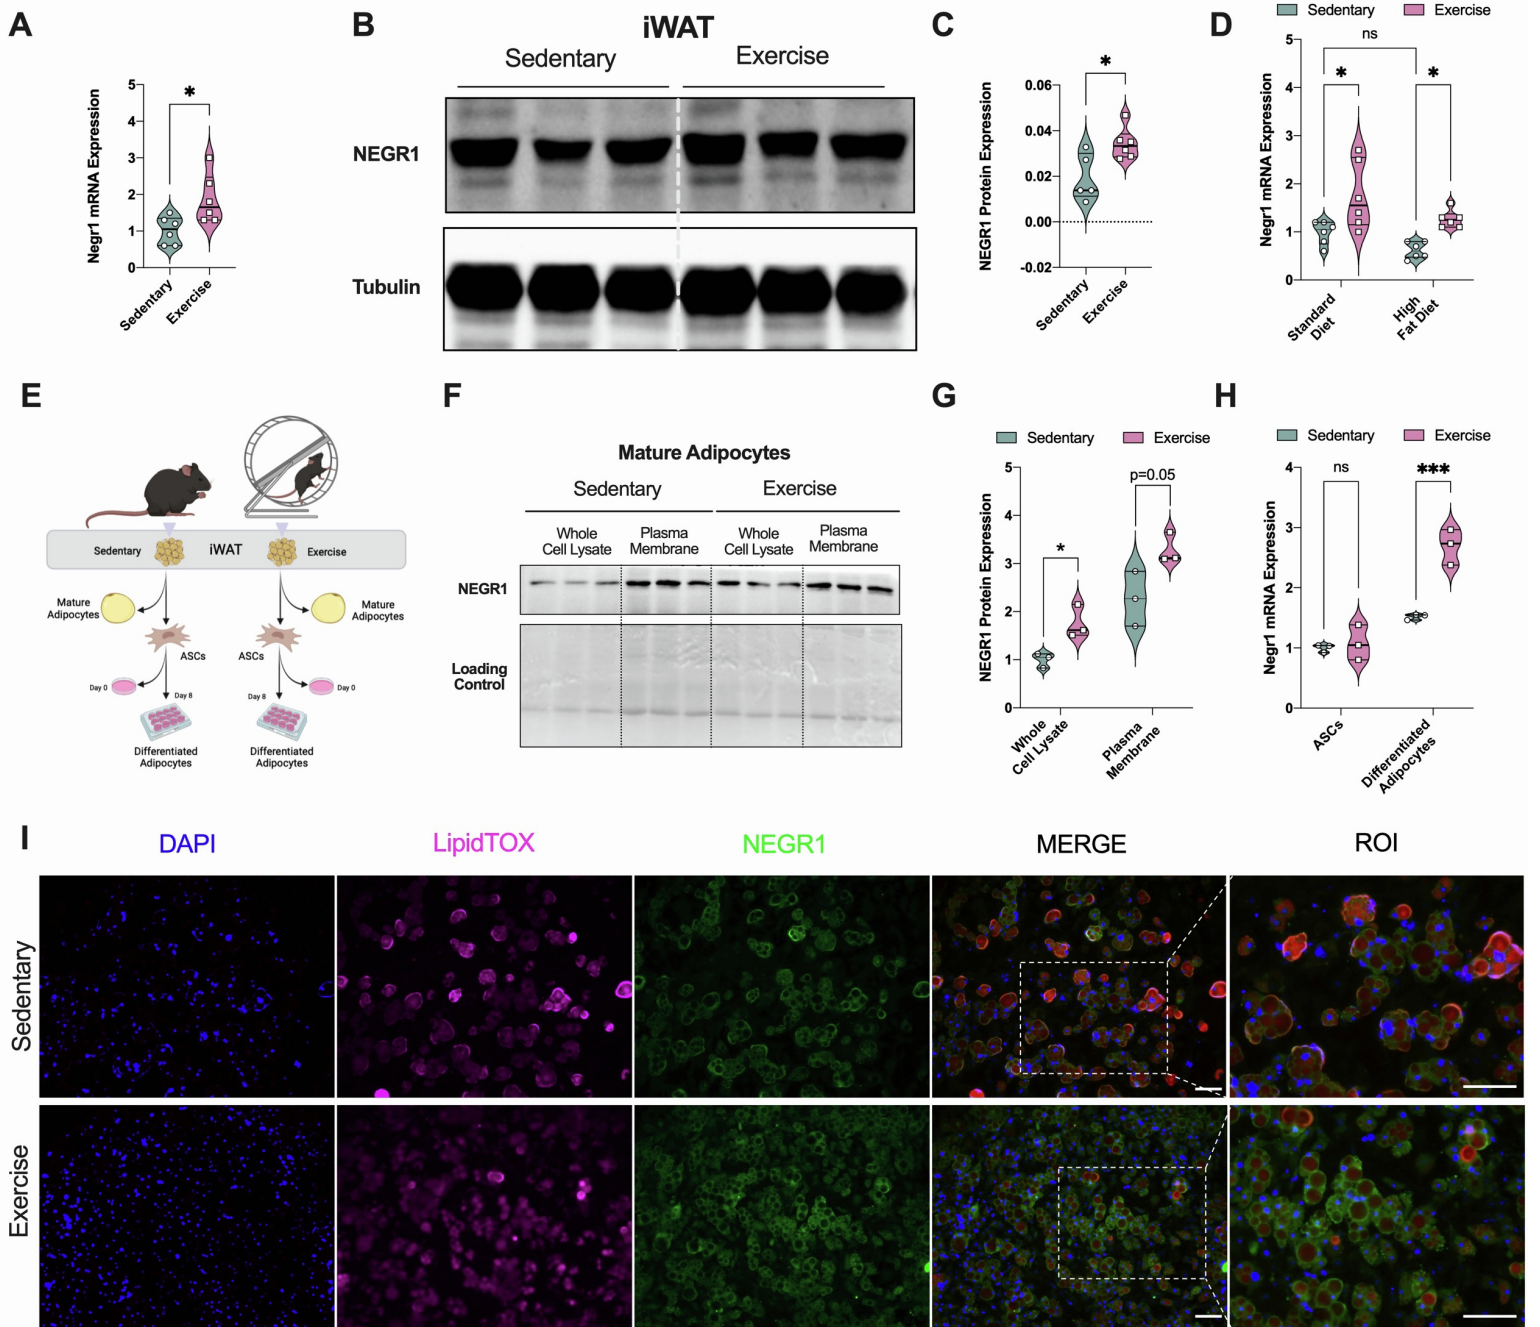 A
Negr1 mRNA Expression
5
4
3
2
1
0
*
Sedentary
Exercise
B
iWAT
Sedentary
Exercise
NEGR1
Tubulin
C
NEGR1 Protein Expression
0.06
0.04
0.02
0.00
-0.02
*
Sedentary
Exercise
D
Sedentary
Exercise
Negr1 mRNA Expression
5
4
3
2
1
0
ns
*
*
Standard
Diet
High
Fat Diet
E
Sedentary
iWAT
Exercise
Mature
Adipocytes
Mature
Adipocytes
ASCs
ASCs
Day 0
Day 8
Day 8
Day 0
Differentiated
Adipocytes
Differentiated
Adipocytes
F
Mature Adipocytes
Sedentary
Exercise
Whole
Cell Lysate
Plasma
Membrane
Whole
Cell Lysate
Plasma
Membrane
NEGR1
Loading
Control
G
Sedentary
Exercise
NEGR1 Protein Expression
5
4
3
2
1
0
*
p=0.05
Whole
Cell Lysate
Plasma
Membrane
H
Sedentary
Exercise
Negr1 mRNA Expression
4
3
2
1
0
ns
***
ASCs
Differentiated
Adipocytes
I
DAPI
LipidTOX
NEGR1
MERGE
ROI
Sedentary
Exercise